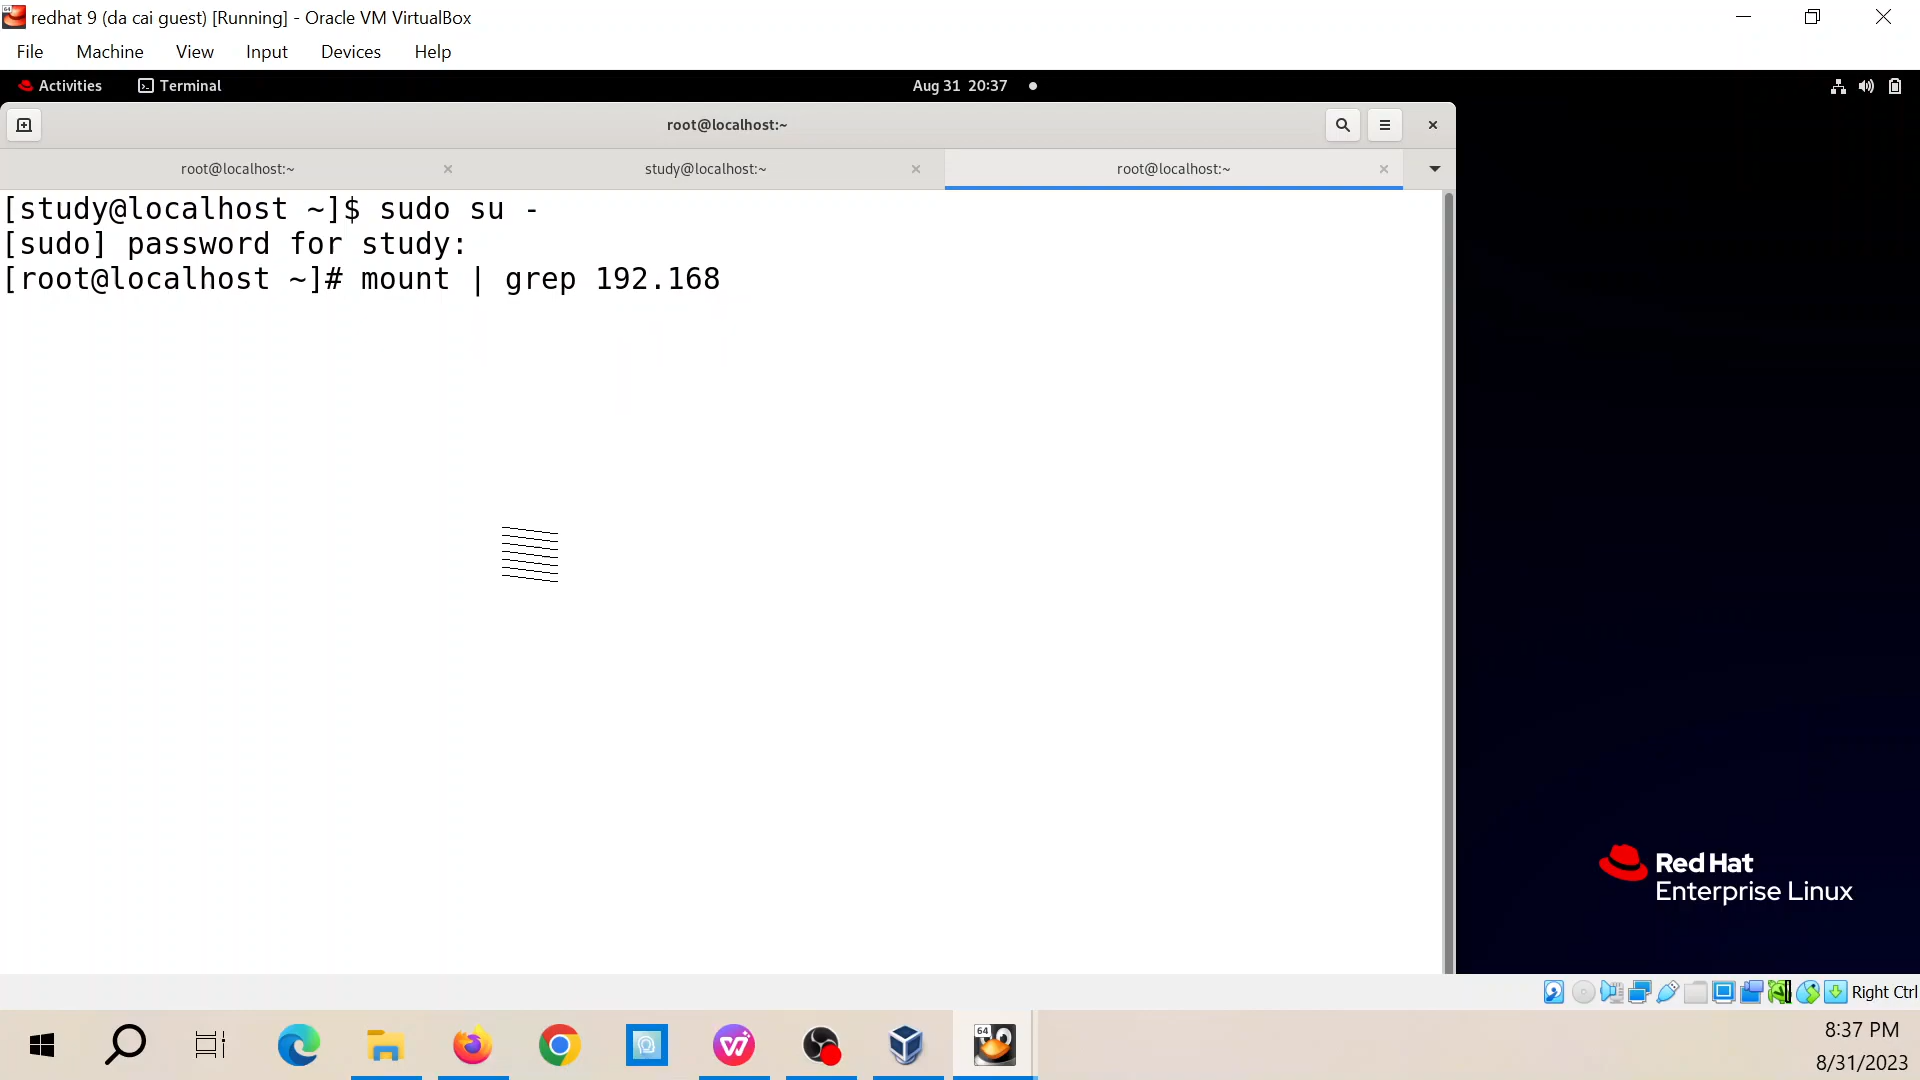 redhat 9 (da cai guest) [Running] - Oracle VM VirtualBox
File Machine View Input Devices Help
Activities Terminal Aug 31 20:37
root@localhost:~
root@localhost:~ study@localhost:~ root@localhost:~
[study@localhost ~]$ sudo su -
[sudo] password for study:
[root@localhost ~]# mount | grep 192.168
Red Hat
Enterprise Linux
Right Ctrl
64
8:37 PM
8/31/2023